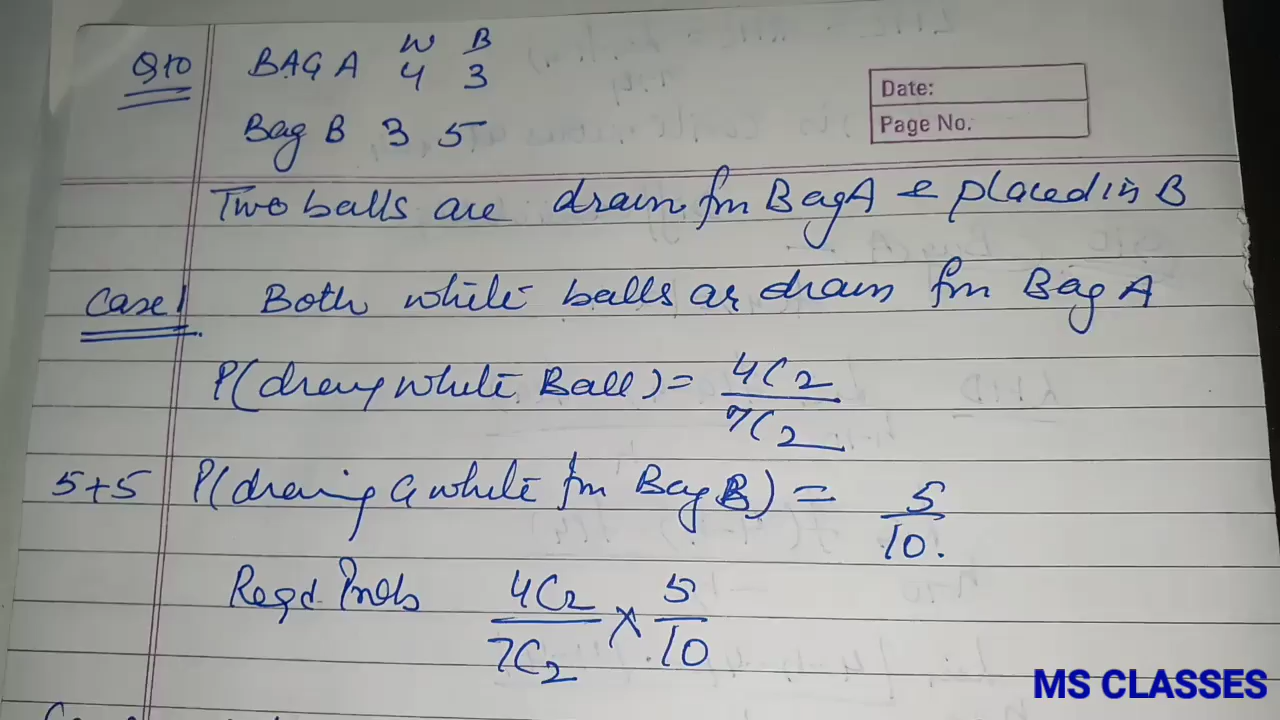 Q10 BAG A W 4 B 3
Date:
Bag B 3 5
Page No.
Two balls are drawn fm Bag A & placed in B
Case 1 Both white balls ar drawn fm Bag A
P(drawg white Ball) = 4C2 / 7C2
5+5 P(drawing a white fm Bag B) = 5 / 10.
Reqd. Prob 4C2 / 7C2 × 5 / 10
MS CLASSES